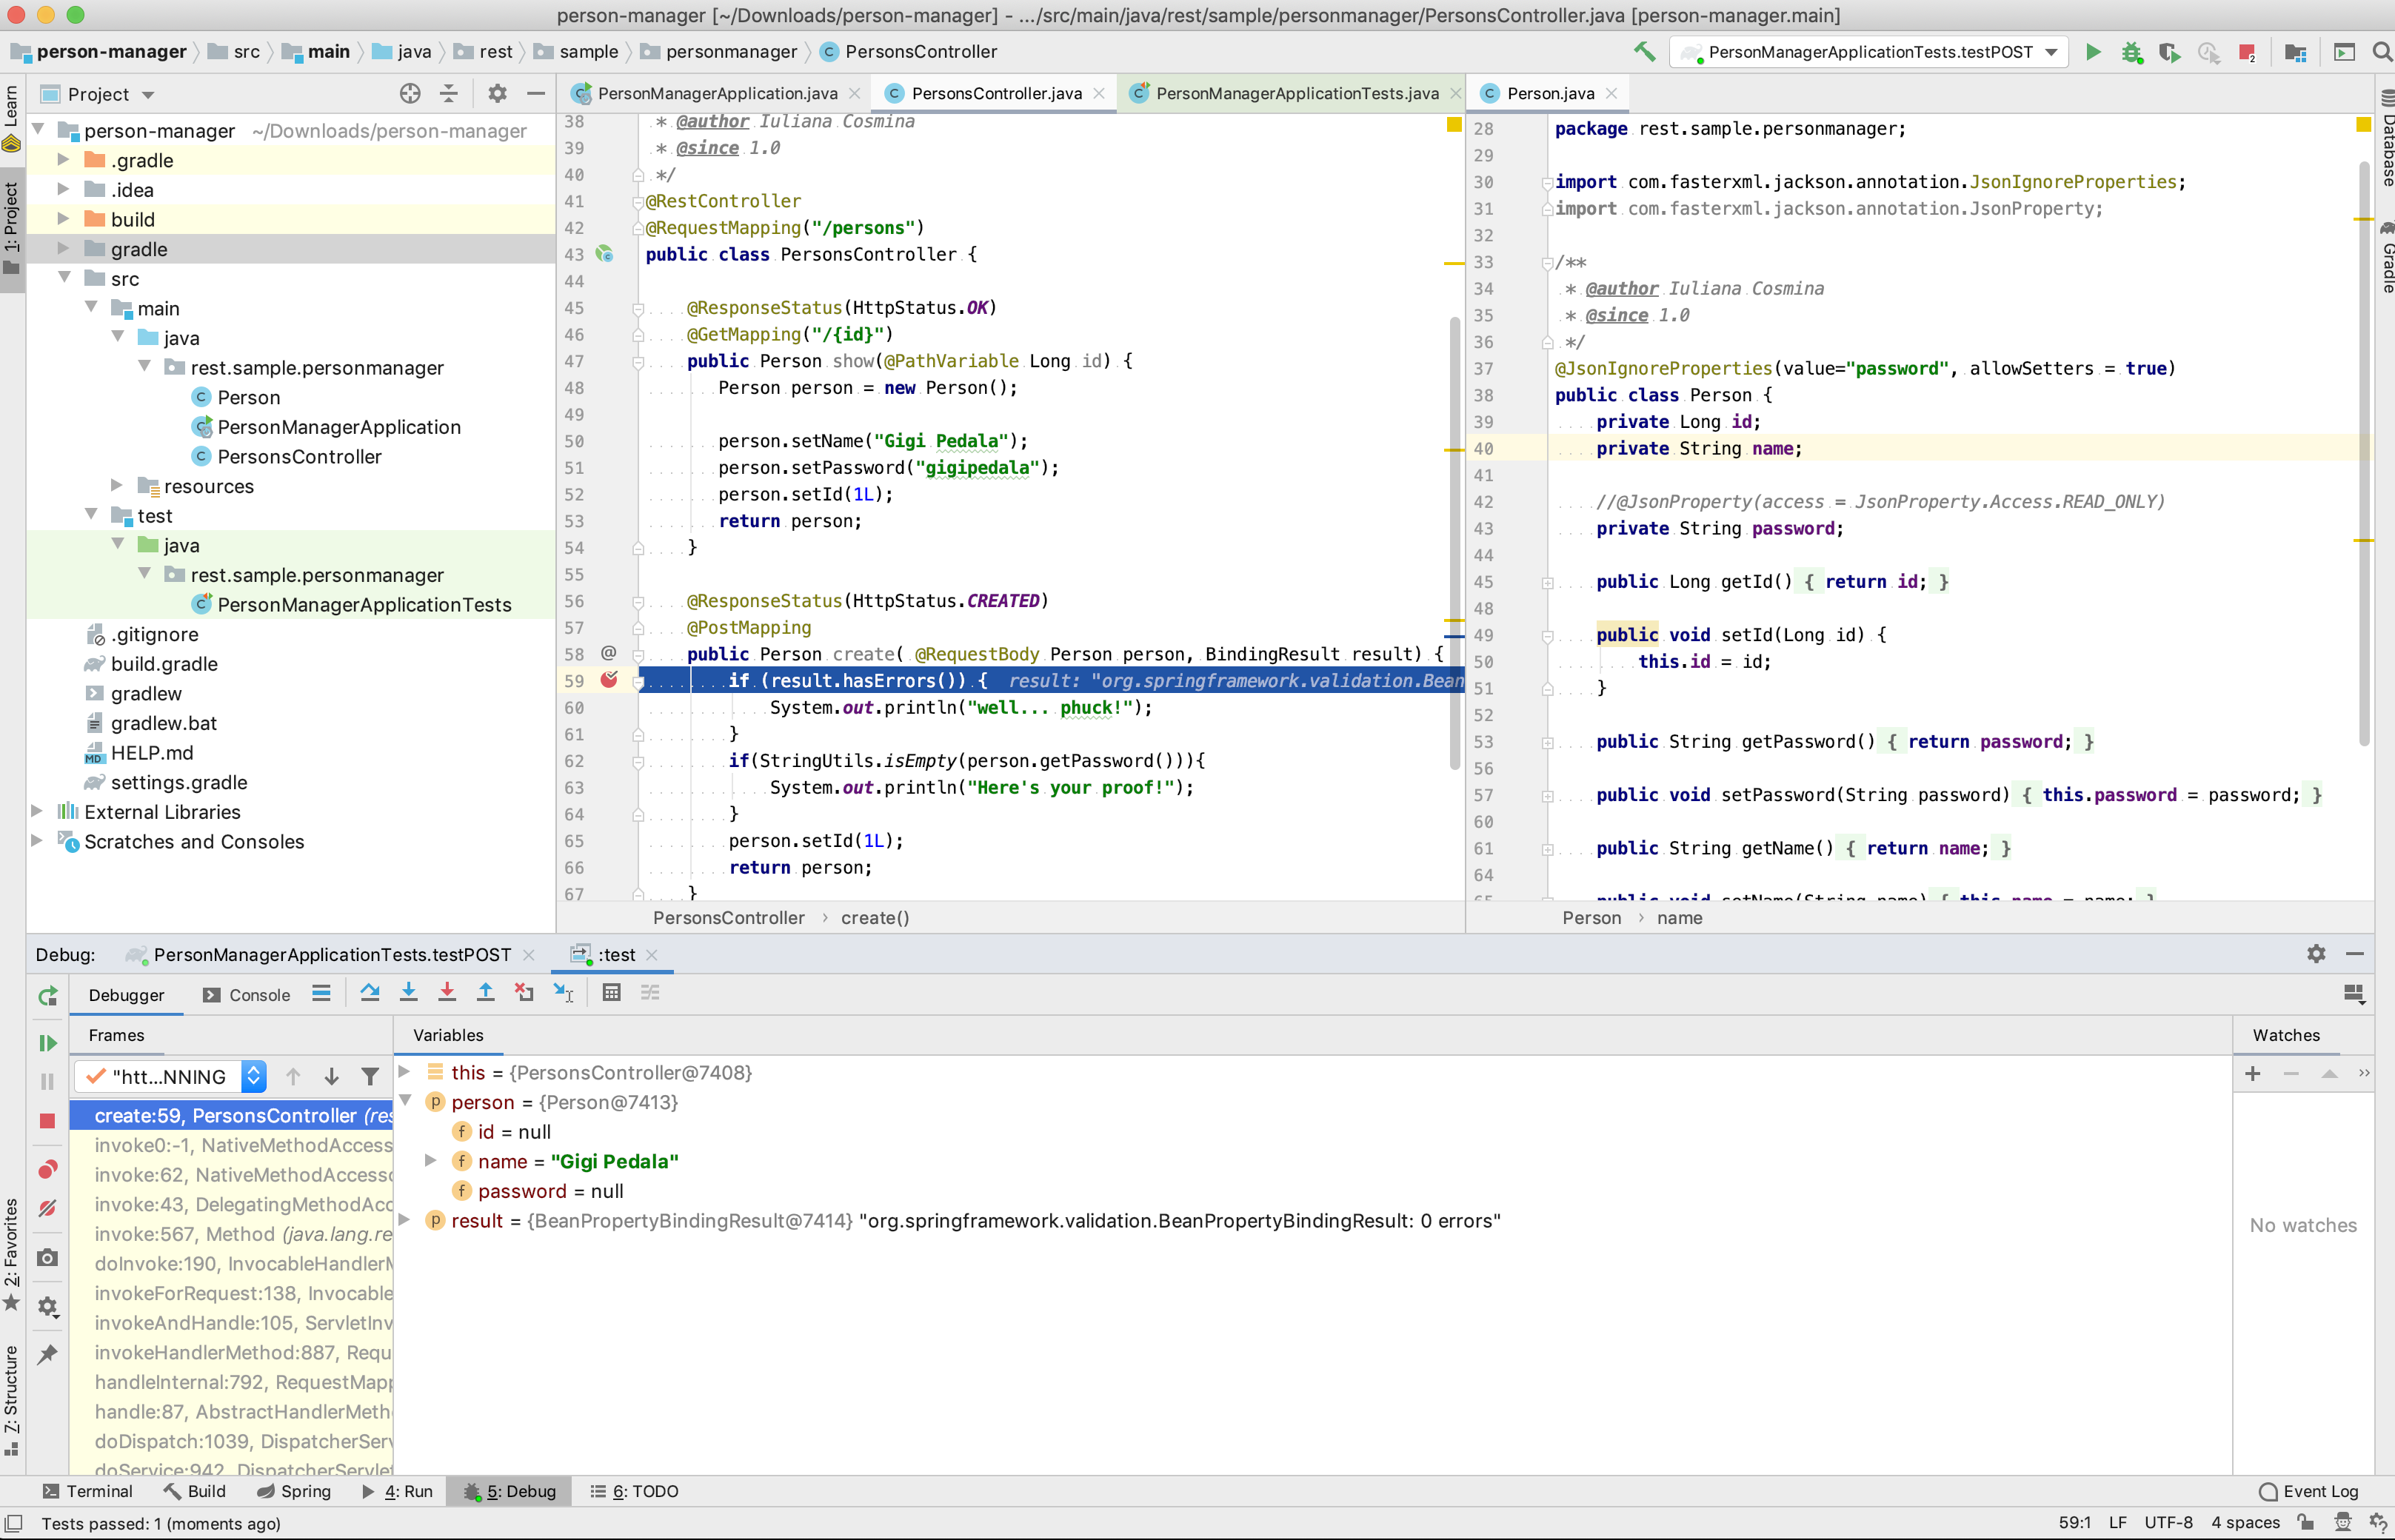 person-manager [~/Downloads/person-manager] - .../src/main/java/rest/sample/personmanager/PersonsController.java [person-manager.main]
person-manager src main java rest sample personmanager PersonsController
PersonManagerApplicationTests.testPOST
2
Learn
1: Project
2: Favorites
7: Structure
Project
person-manager ~/Downloads/person-manager
.gradle
.idea
build
gradle
src
main
java
rest.sample.personmanager
Person
PersonManagerApplication
PersonsController
resources
test
java
rest.sample.personmanager
PersonManagerApplicationTests
.gitignore
build.gradle
gradlew
gradlew.bat
HELP.md
settings.gradle
External Libraries
Scratches and Consoles
PersonManagerApplication.java PersonsController.java PersonManagerApplicationTests.java
38 * @author Iuliana Cosmina
39 * @since 1.0
40 */
41 @RestController
42 @RequestMapping("/persons")
43 public class PersonsController {
44
45 @ResponseStatus(HttpStatus.OK)
46 @GetMapping("/{id}")
47 public Person show(@PathVariable Long id) {
48 Person person = new Person();
49
50 person.setName("Gigi Pedala");
51 person.setPassword("gigipedala");
52 person.setId(1L);
53 return person;
54 }
55
56 @ResponseStatus(HttpStatus.CREATED)
57 @PostMapping
58 @ public Person create( @RequestBody Person person, BindingResult result) {
59 if (result.hasErrors()) { result: "org.springframework.validation.Bean
60 System.out.println("well... phuck!");
61 }
62 if(StringUtils.isEmpty(person.getPassword())){
63 System.out.println("Here's your proof!");
64 }
65 person.setId(1L);
66 return person;
67 }
PersonsController › create()
Person.java
28 package rest.sample.personmanager;
29
30 import com.fasterxml.jackson.annotation.JsonIgnoreProperties;
31 import com.fasterxml.jackson.annotation.JsonProperty;
32
33 /**
34 * @author Iuliana Cosmina
35 * @since 1.0
36 */
37 @JsonIgnoreProperties(value="password", allowSetters = true)
38 public class Person {
39 private Long id;
40 private String name;
41
42 //@JsonProperty(access = JsonProperty.Access.READ_ONLY)
43 private String password;
44
45 public Long getId() { return id; }
48
49 public void setId(Long id) {
50 this.id = id;
51 }
52
53 public String getPassword() { return password; }
56
57 public void setPassword(String password) { this.password = password; }
60
61 public String getName() { return name; }
64
65 public void setName(String name) { this.name = name; }
Person › name
Database
Gradle
Debug: PersonManagerApplicationTests.testPOST :test
Debugger Console
Frames
"htt...NNING
create:59, PersonsController (res
invoke0:-1, NativeMethodAccess
invoke:62, NativeMethodAccesso
invoke:43, DelegatingMethodAcc
invoke:567, Method (java.lang.re
doInvoke:190, InvocableHandlerM
invokeForRequest:138, Invocable
invokeAndHandle:105, ServletInv
invokeHandlerMethod:887, Requ
handleInternal:792, RequestMapp
handle:87, AbstractHandlerMeth
doDispatch:1039, DispatcherServ
doService:942, DispatcherServlet
Variables
this = {PersonsController@7408}
person = {Person@7413}
id = null
name = "Gigi Pedala"
password = null
result = {BeanPropertyBindingResult@7414} "org.springframework.validation.BeanPropertyBindingResult: 0 errors"
Watches
No watches
Terminal Build Spring 4: Run 5: Debug 6: TODO Event Log
Tests passed: 1 (moments ago) 59:1 LF UTF-8 4 spaces